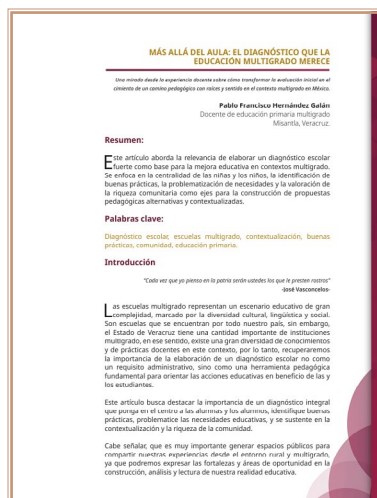 MÁS ALLÁ DEL AULA: EL DIAGNÓSTICO QUE LA
EDUCACIÓN MULTIGRADO MERECE
Una mirada desde la experiencia docente sobre cómo transformar la evaluación inicial en el
cimiento de un camino pedagógico con raíces y sentido en el contexto multigrado en México.
Pablo Francisco Hernández Galán
Docente de educación primaria multigrado
Misantla, Veracruz.
Resumen:
Este artículo aborda la relevancia de elaborar un diagnóstico escolar
fuerte como base para la mejora educativa en contextos multigrado.
Se enfoca en la centralidad de las niñas y los niños, la identificación de
buenas prácticas, la problematización de necesidades y la valoración de
la riqueza comunitaria como ejes para la construcción de propuestas
pedagógicas alternativas y contextualizadas.
Palabras clave:
Diagnóstico escolar, escuelas multigrado, contextualización, buenas
prácticas, comunidad, educación primaria.
Introducción
"Cada vez que yo pienso en la patria serán ustedes los que le presten rostros"
-José Vasconcelos-
Las escuelas multigrado representan un escenario educativo de gran
complejidad, marcado por la diversidad cultural, lingüística y social.
Son escuelas que se encuentran por todo nuestro país, sin embargo,
el Estado de Veracruz tiene una cantidad importante de instituciones
multigrado, en ese sentido, existe una gran diversidad de conocimientos
y de prácticas docentes en este contexto, por lo tanto, recuperaremos
la importancia de la elaboración de un diagnóstico escolar no como
un requisito administrativo, sino como una herramienta pedagógica
fundamental para orientar las acciones educativas en beneficio de las y
los estudiantes.
Este artículo busca destacar la importancia de un diagnóstico integral
que ponga en el centro a las alumnas y los alumnos, identifique buenas
prácticas, problematice las necesidades educativas, y se sustente en la
contextualización y la riqueza de la comunidad.
Cabe señalar, que es muy importante generar espacios públicos para
compartir nuestras experiencias desde el entorno rural y multigrado,
ya que podremos expresar las fortalezas y áreas de oportunidad en la
construcción, análisis y lectura de nuestra realidad educativa.